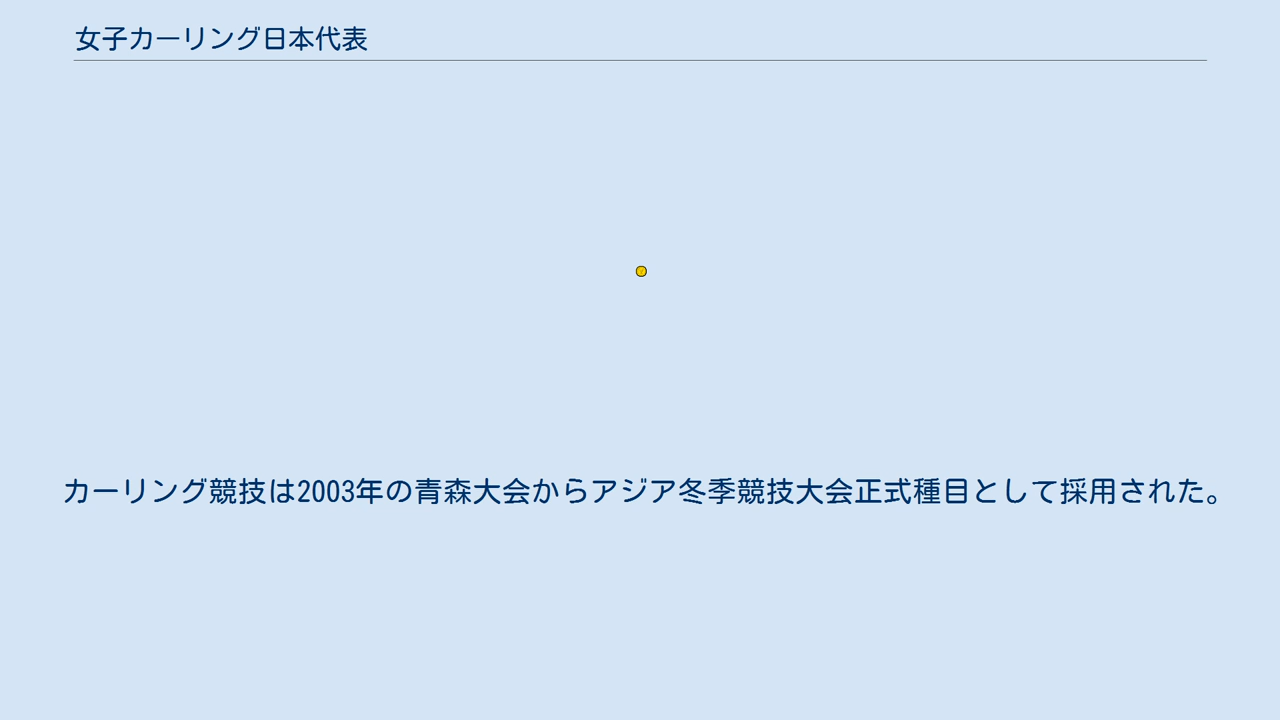 女子カーリング日本代表
カーリング競技は2003年の青森大会からアジア冬季競技大会正式種目として採用された。